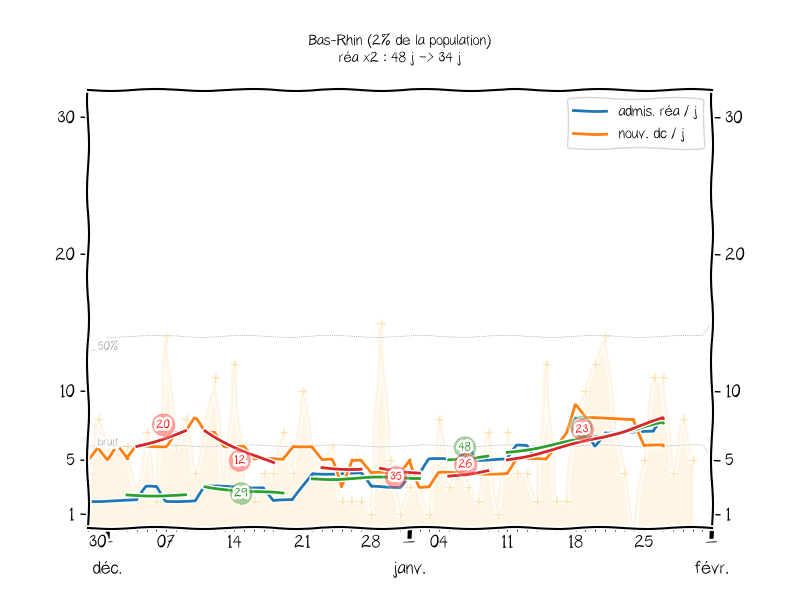 Bas-Rhin (2% de la population)
réa x2 : 48 j -> 34 j
admis. réa / j
nouv. dc / j
30 30
20 20
10 10
5 5
1 1
50%
bruit
20
12
29
35
48
26
23
30 07 14 21 28 04 11 18 25
déc. janv. févr.